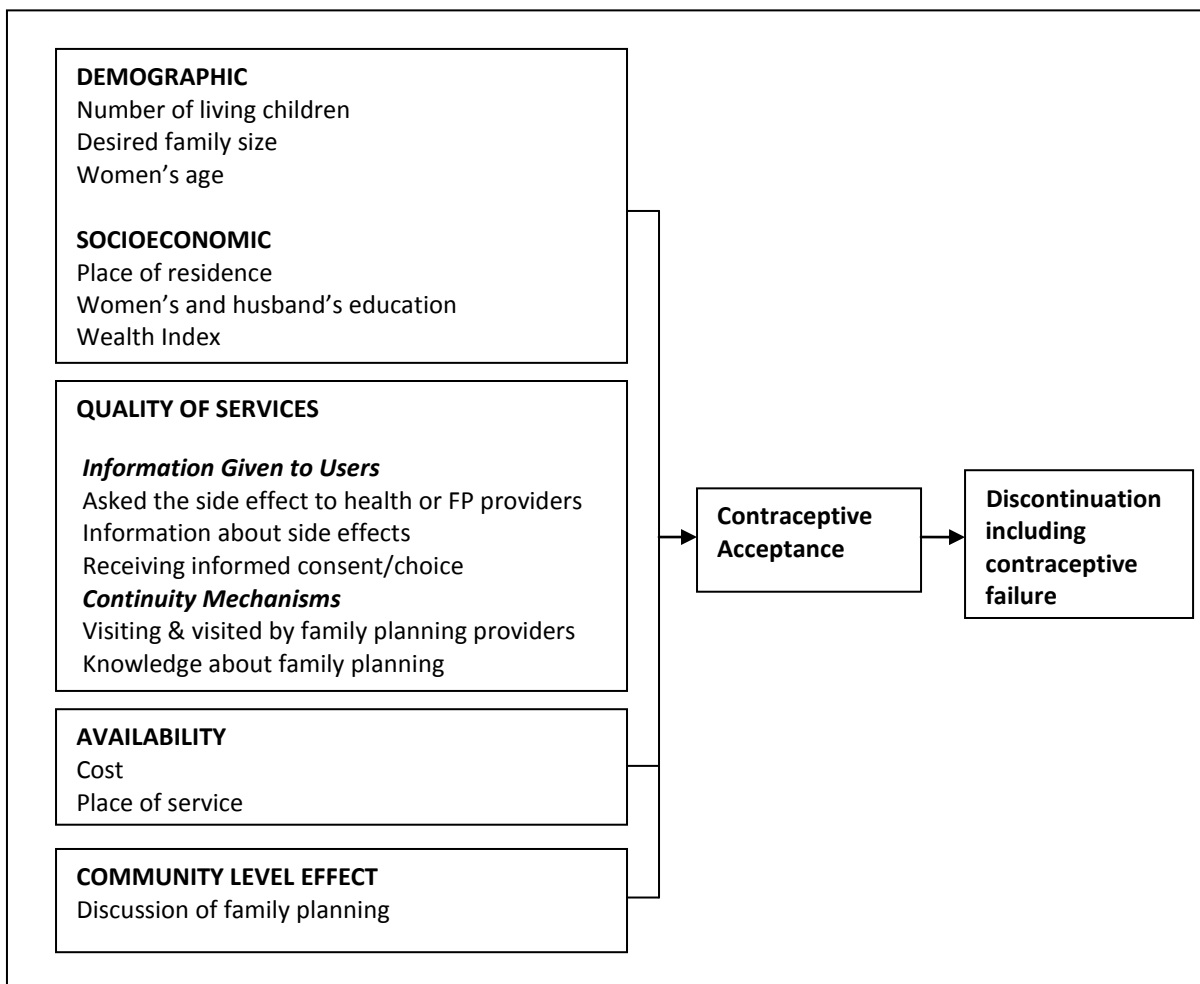 DEMOGRAPHIC
Number of living children
Desired family size
Women’s age
SOCIOECONOMIC
Place of residence
Women’s and husband’s education
Wealth Index
QUALITY OF SERVICES
Information Given to Users
Asked the side effect to health or FP providers
Information about side effects
Receiving informed consent/choice
Continuity Mechanisms
Visiting & visited by family planning providers
Knowledge about family planning
AVAILABILITY
Cost
Place of service
COMMUNITY LEVEL EFFECT
Discussion of family planning
Contraceptive
Acceptance
Discontinuation
including
contraceptive
failure